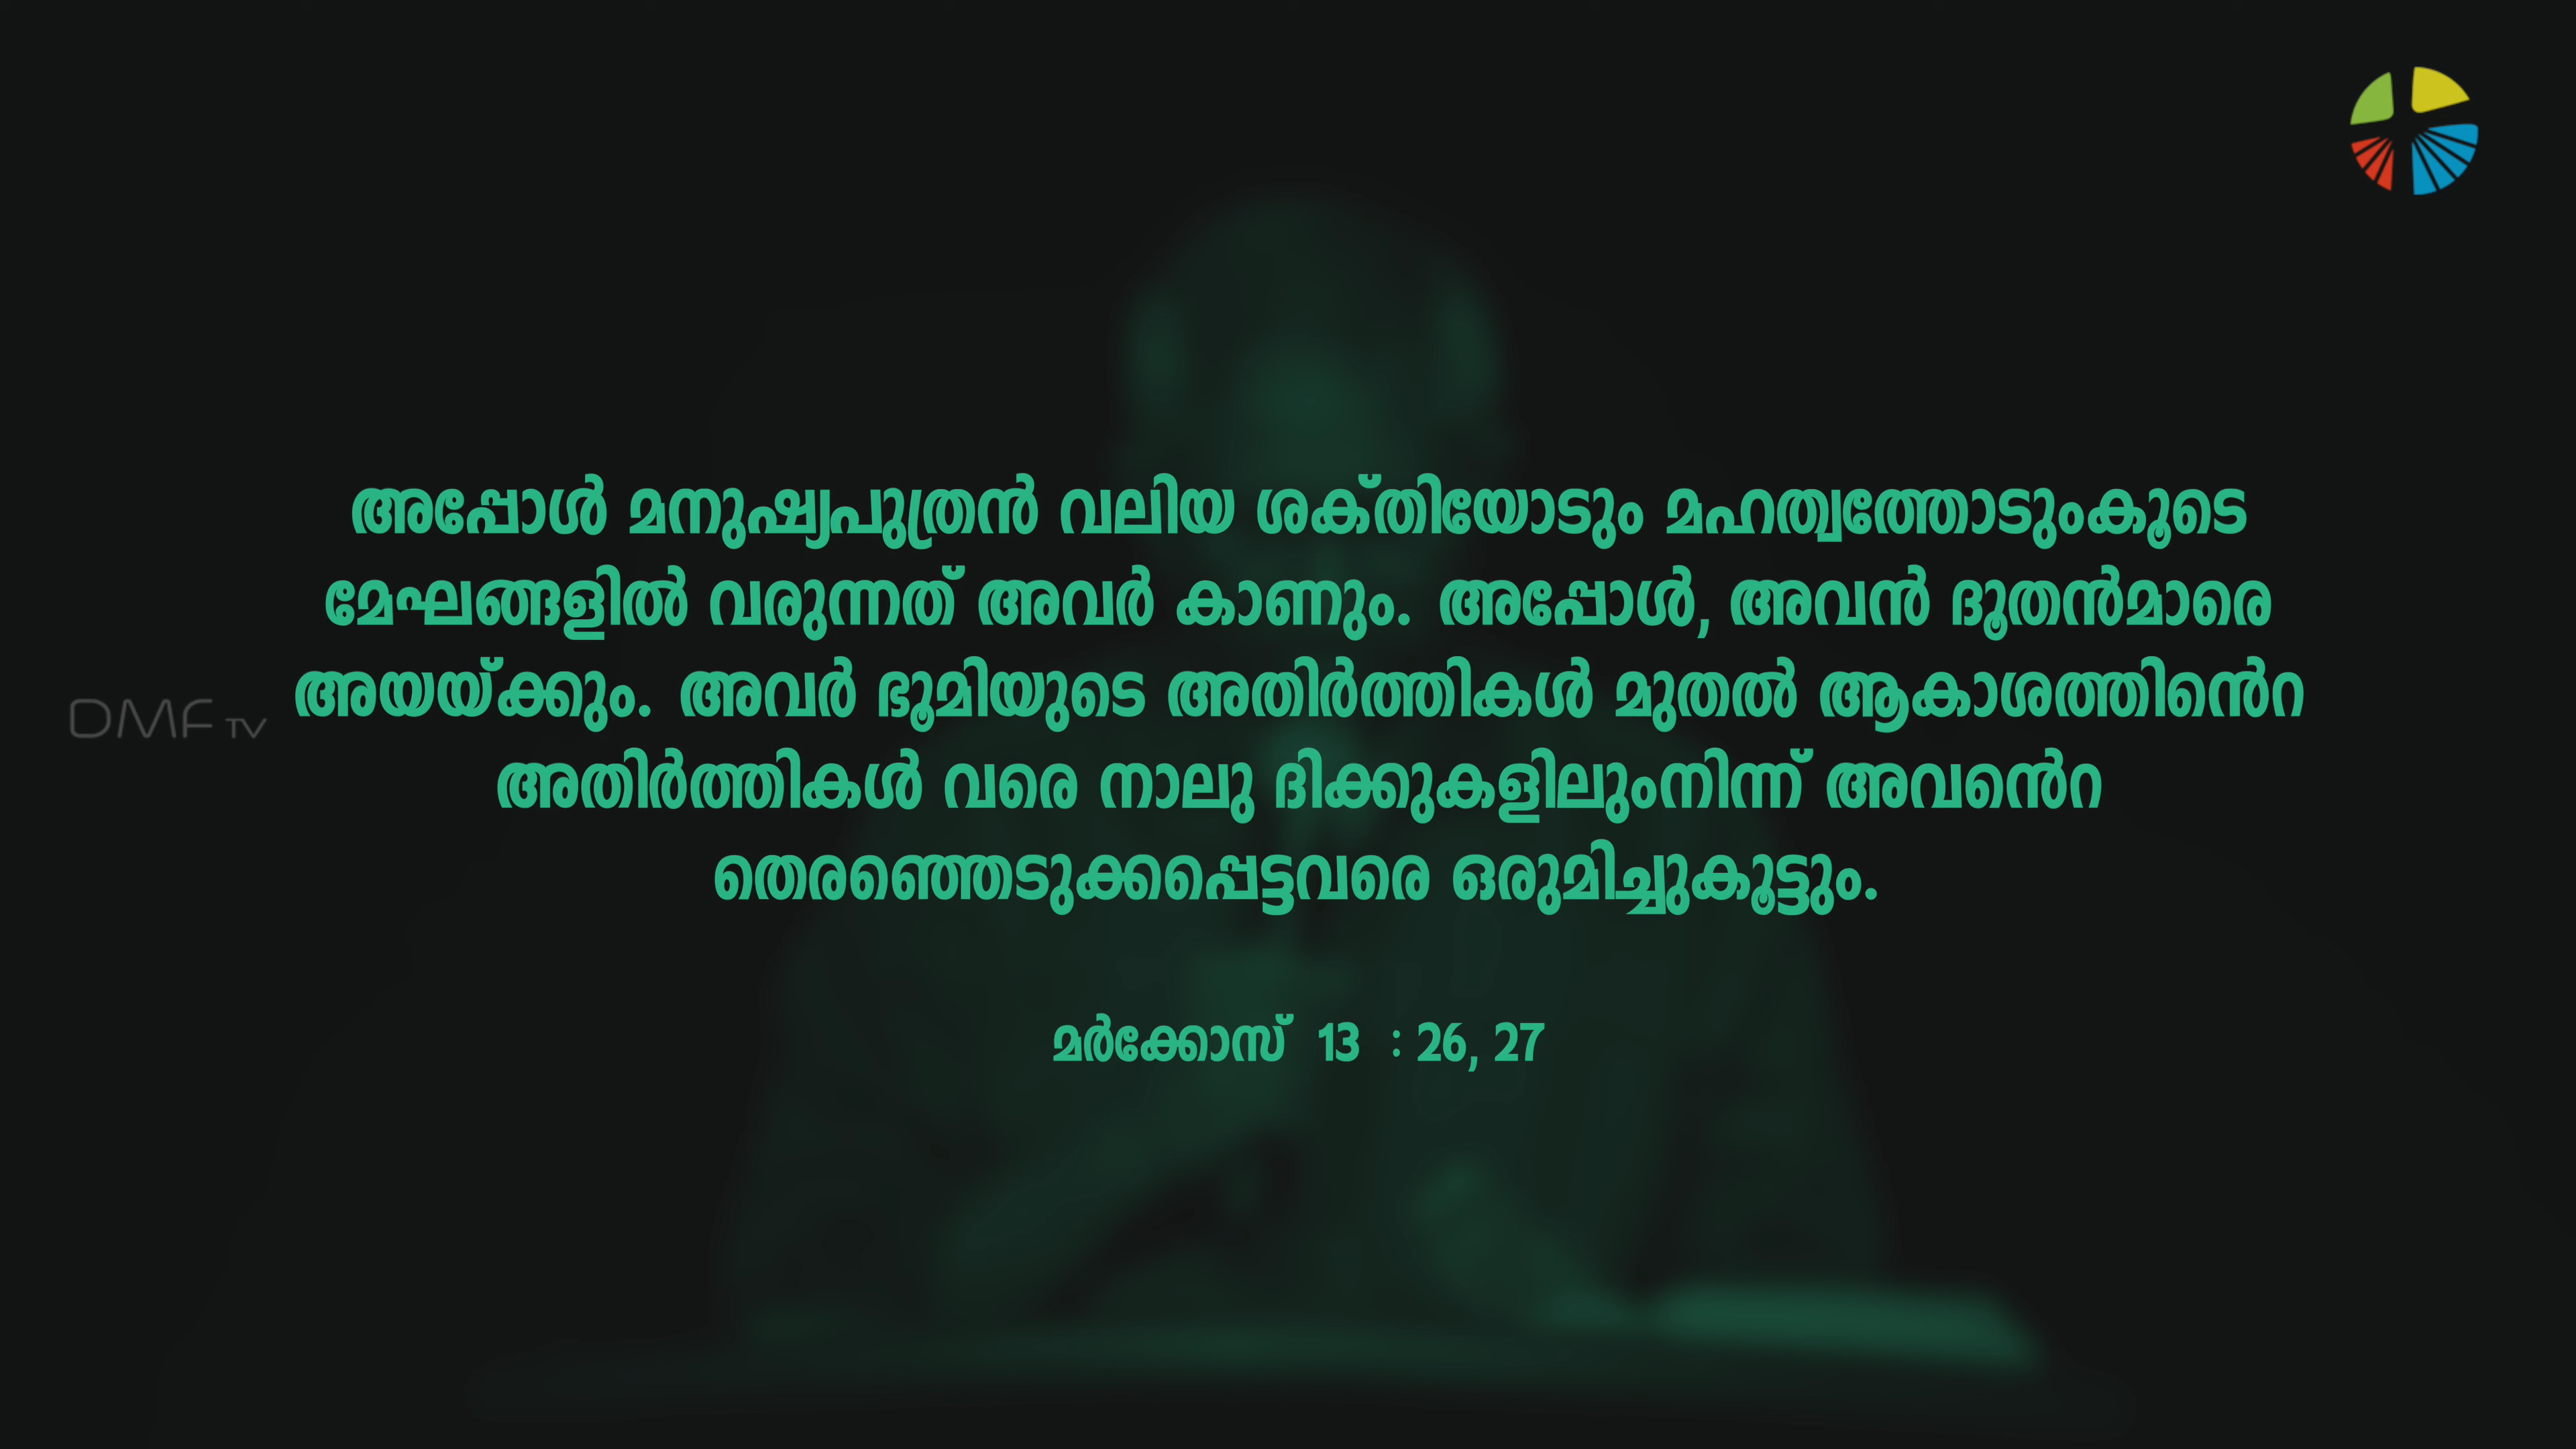 അപ്പോൾ മനുഷ്യപുത്രൻ വലിയ ശക്തിയോടും മഹത്വത്തോടുംകൂടെ
മേഘങ്ങളിൽ വരുന്നത് അവർ കാണും. അപ്പോൾ, അവൻ ദൂതൻമാരെ
അയയ്ക്കും. അവർ ഭൂമിയുടെ അതിർത്തികൾ മുതൽ ആകാശത്തിൻെറ
DMF TV
അതിർത്തികൾ വരെ നാലു ദിക്കുകളിലുംനിന്ന് അവൻെറ
തെരഞ്ഞെടുക്കപ്പെട്ടവരെ ഒരുമിച്ചുകൂട്ടും.
മർക്കോസ് 13 : 26, 27